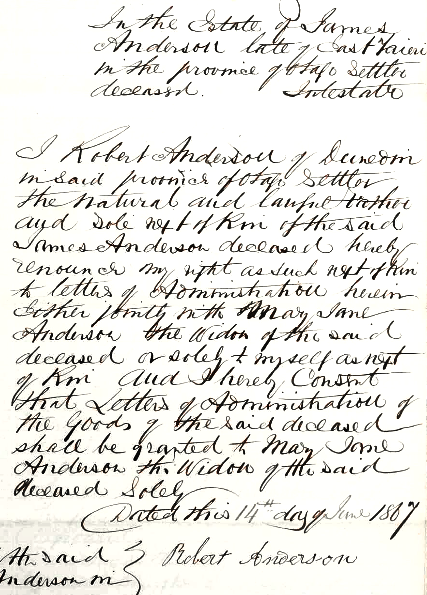 In the Estate of James
Anderson late of East Taieri
in the province of Otago Settler
deceased. Intestate
I Robert Anderson of Dunedin
in said province of Otago Settler
the natural and lawful Father
and sole next of Kin of the said
James Anderson deceased hereby
renounce my right as such next of Kin
to letters of Administration herein
Either jointly with Mary Jane
Anderson the Widow of the said
deceased or solely to myself as next
of Kin And I hereby Consent
that Letters of Administration of
the Goods of the said deceased
shall be granted to Mary Jane
Anderson the Widow of the said
deceased Solely
Dated this 14th day of June 1867
the said } Robert Anderson
Anderson in